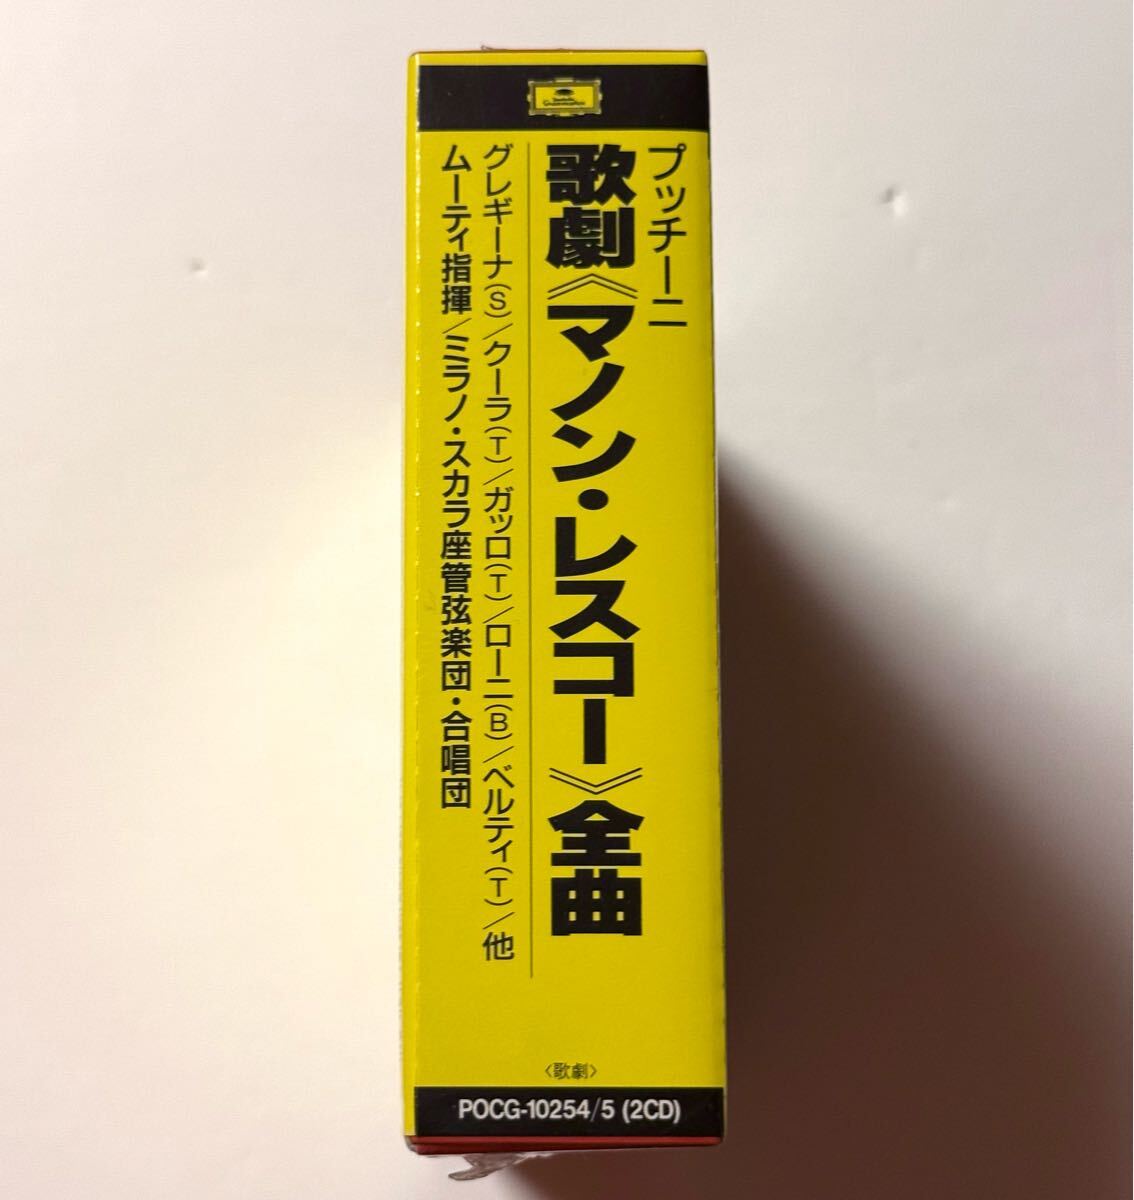 Deutsche Grammophon
プッチーニ
歌劇《マノン・レスコー》全曲
グレギーナ(S)/クーラ(T)/ガッロ(T)/ローニ(B)/ベルティ(T)/他
ムーティ指揮/ミラノ・スカラ座管弦楽団・合唱団
〈歌劇〉
POCG-10254/5 (2CD)